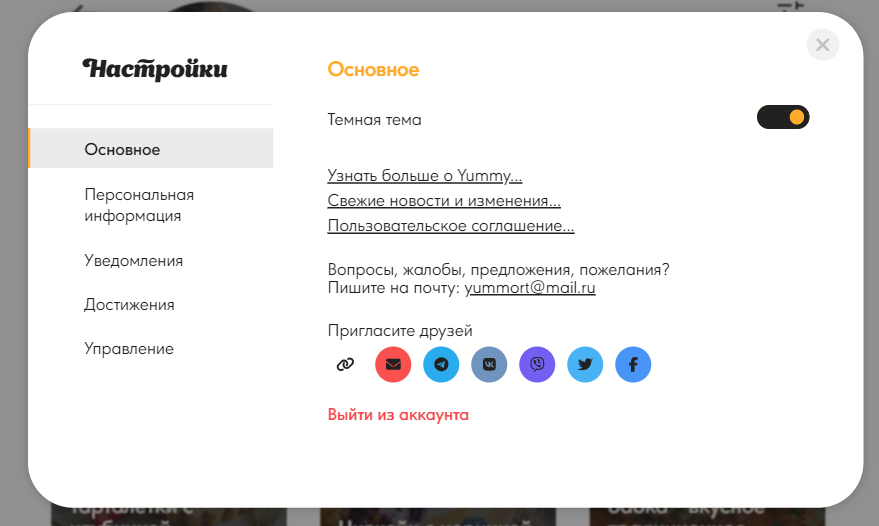 Настройки
Основное
Персональная
информация
Уведомления
Достижения
Управление
Основное
Темная тема
Узнать больше о Yummy...
Свежие новости и изменения...
Пользовательское соглашение...
Вопросы, жалобы, предложения, пожелания?
Пишите на почту: yummort@mail.ru
Пригласите друзей
Выйти из аккаунта
Тарталетки с